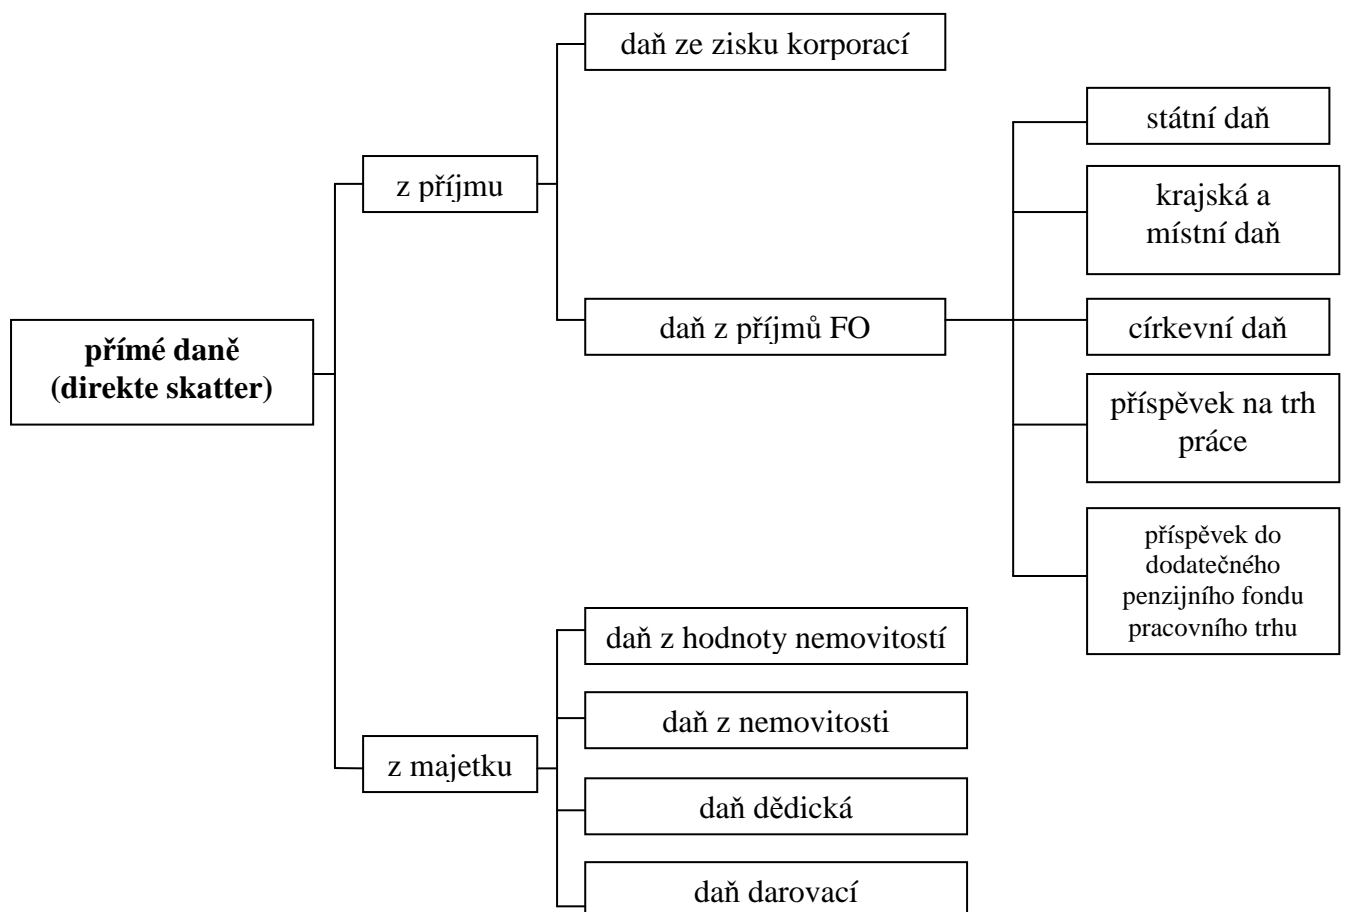 přímé daně
(direkte skatter)
z příjmu
daň ze zisku korporací
daň z příjmů FO
státní daň
krajská a
místní daň
církevní daň
příspěvek na trh
práce
příspěvek do
dodatečného
penzijního fondu
pracovního trhu
z majetku
daň z hodnoty nemovitostí
daň z nemovitosti
daň dědická
daň darovací